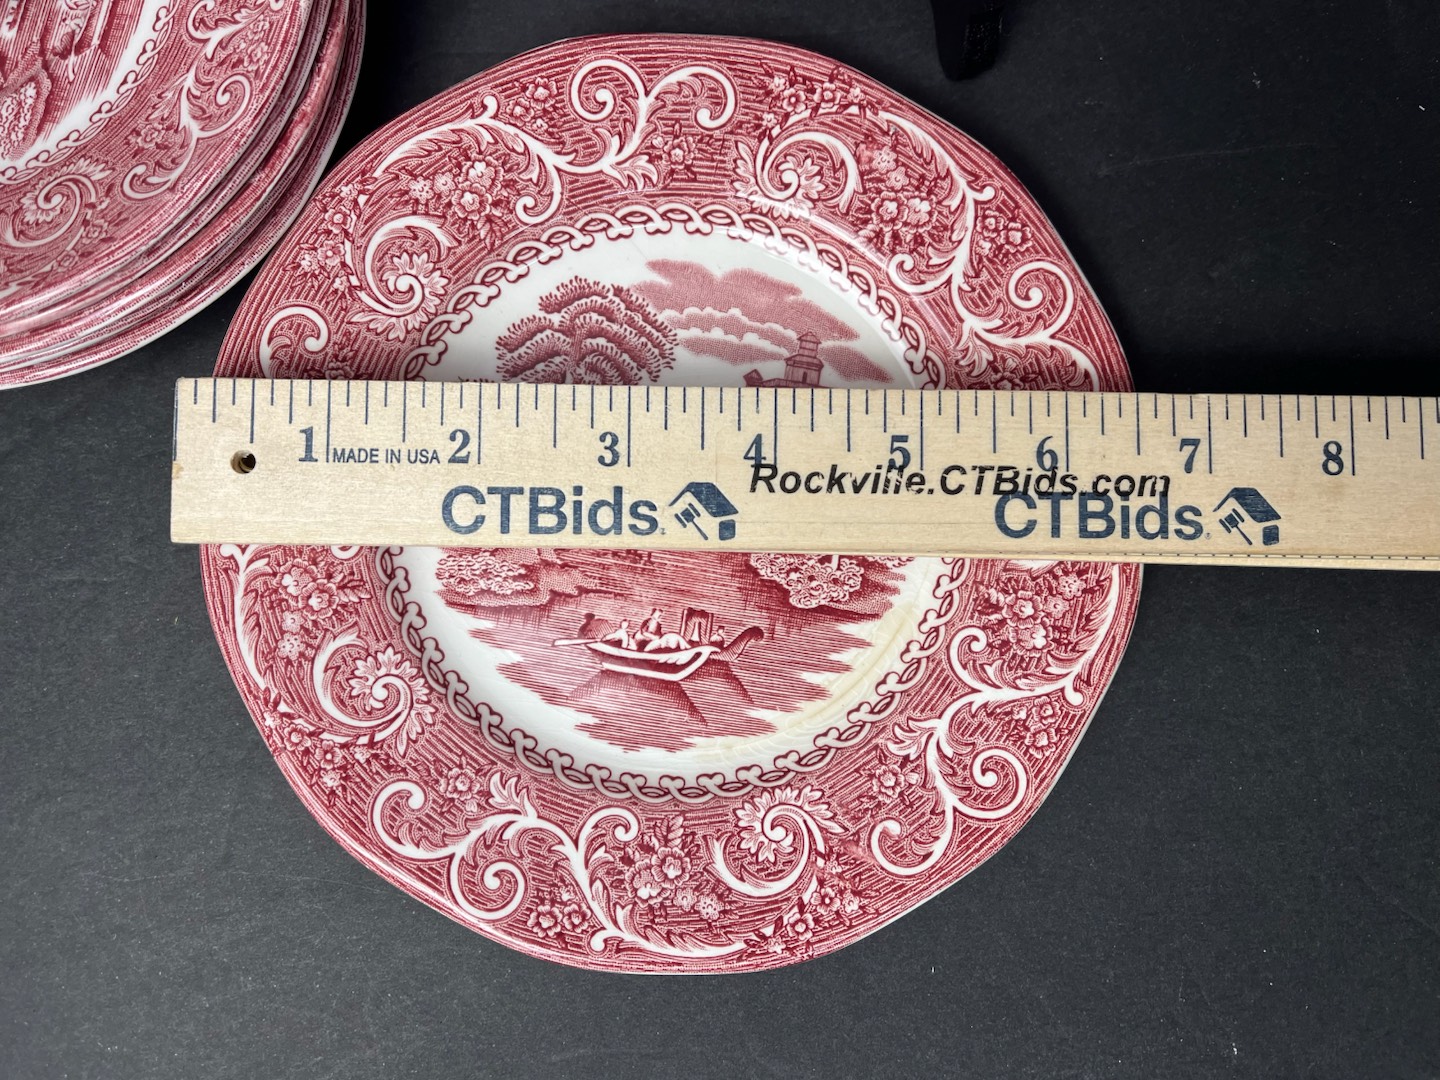 1 MADE IN USA 2 3 4 5 6 7 8
Rockville.CTBids.com
CTBids CTBids